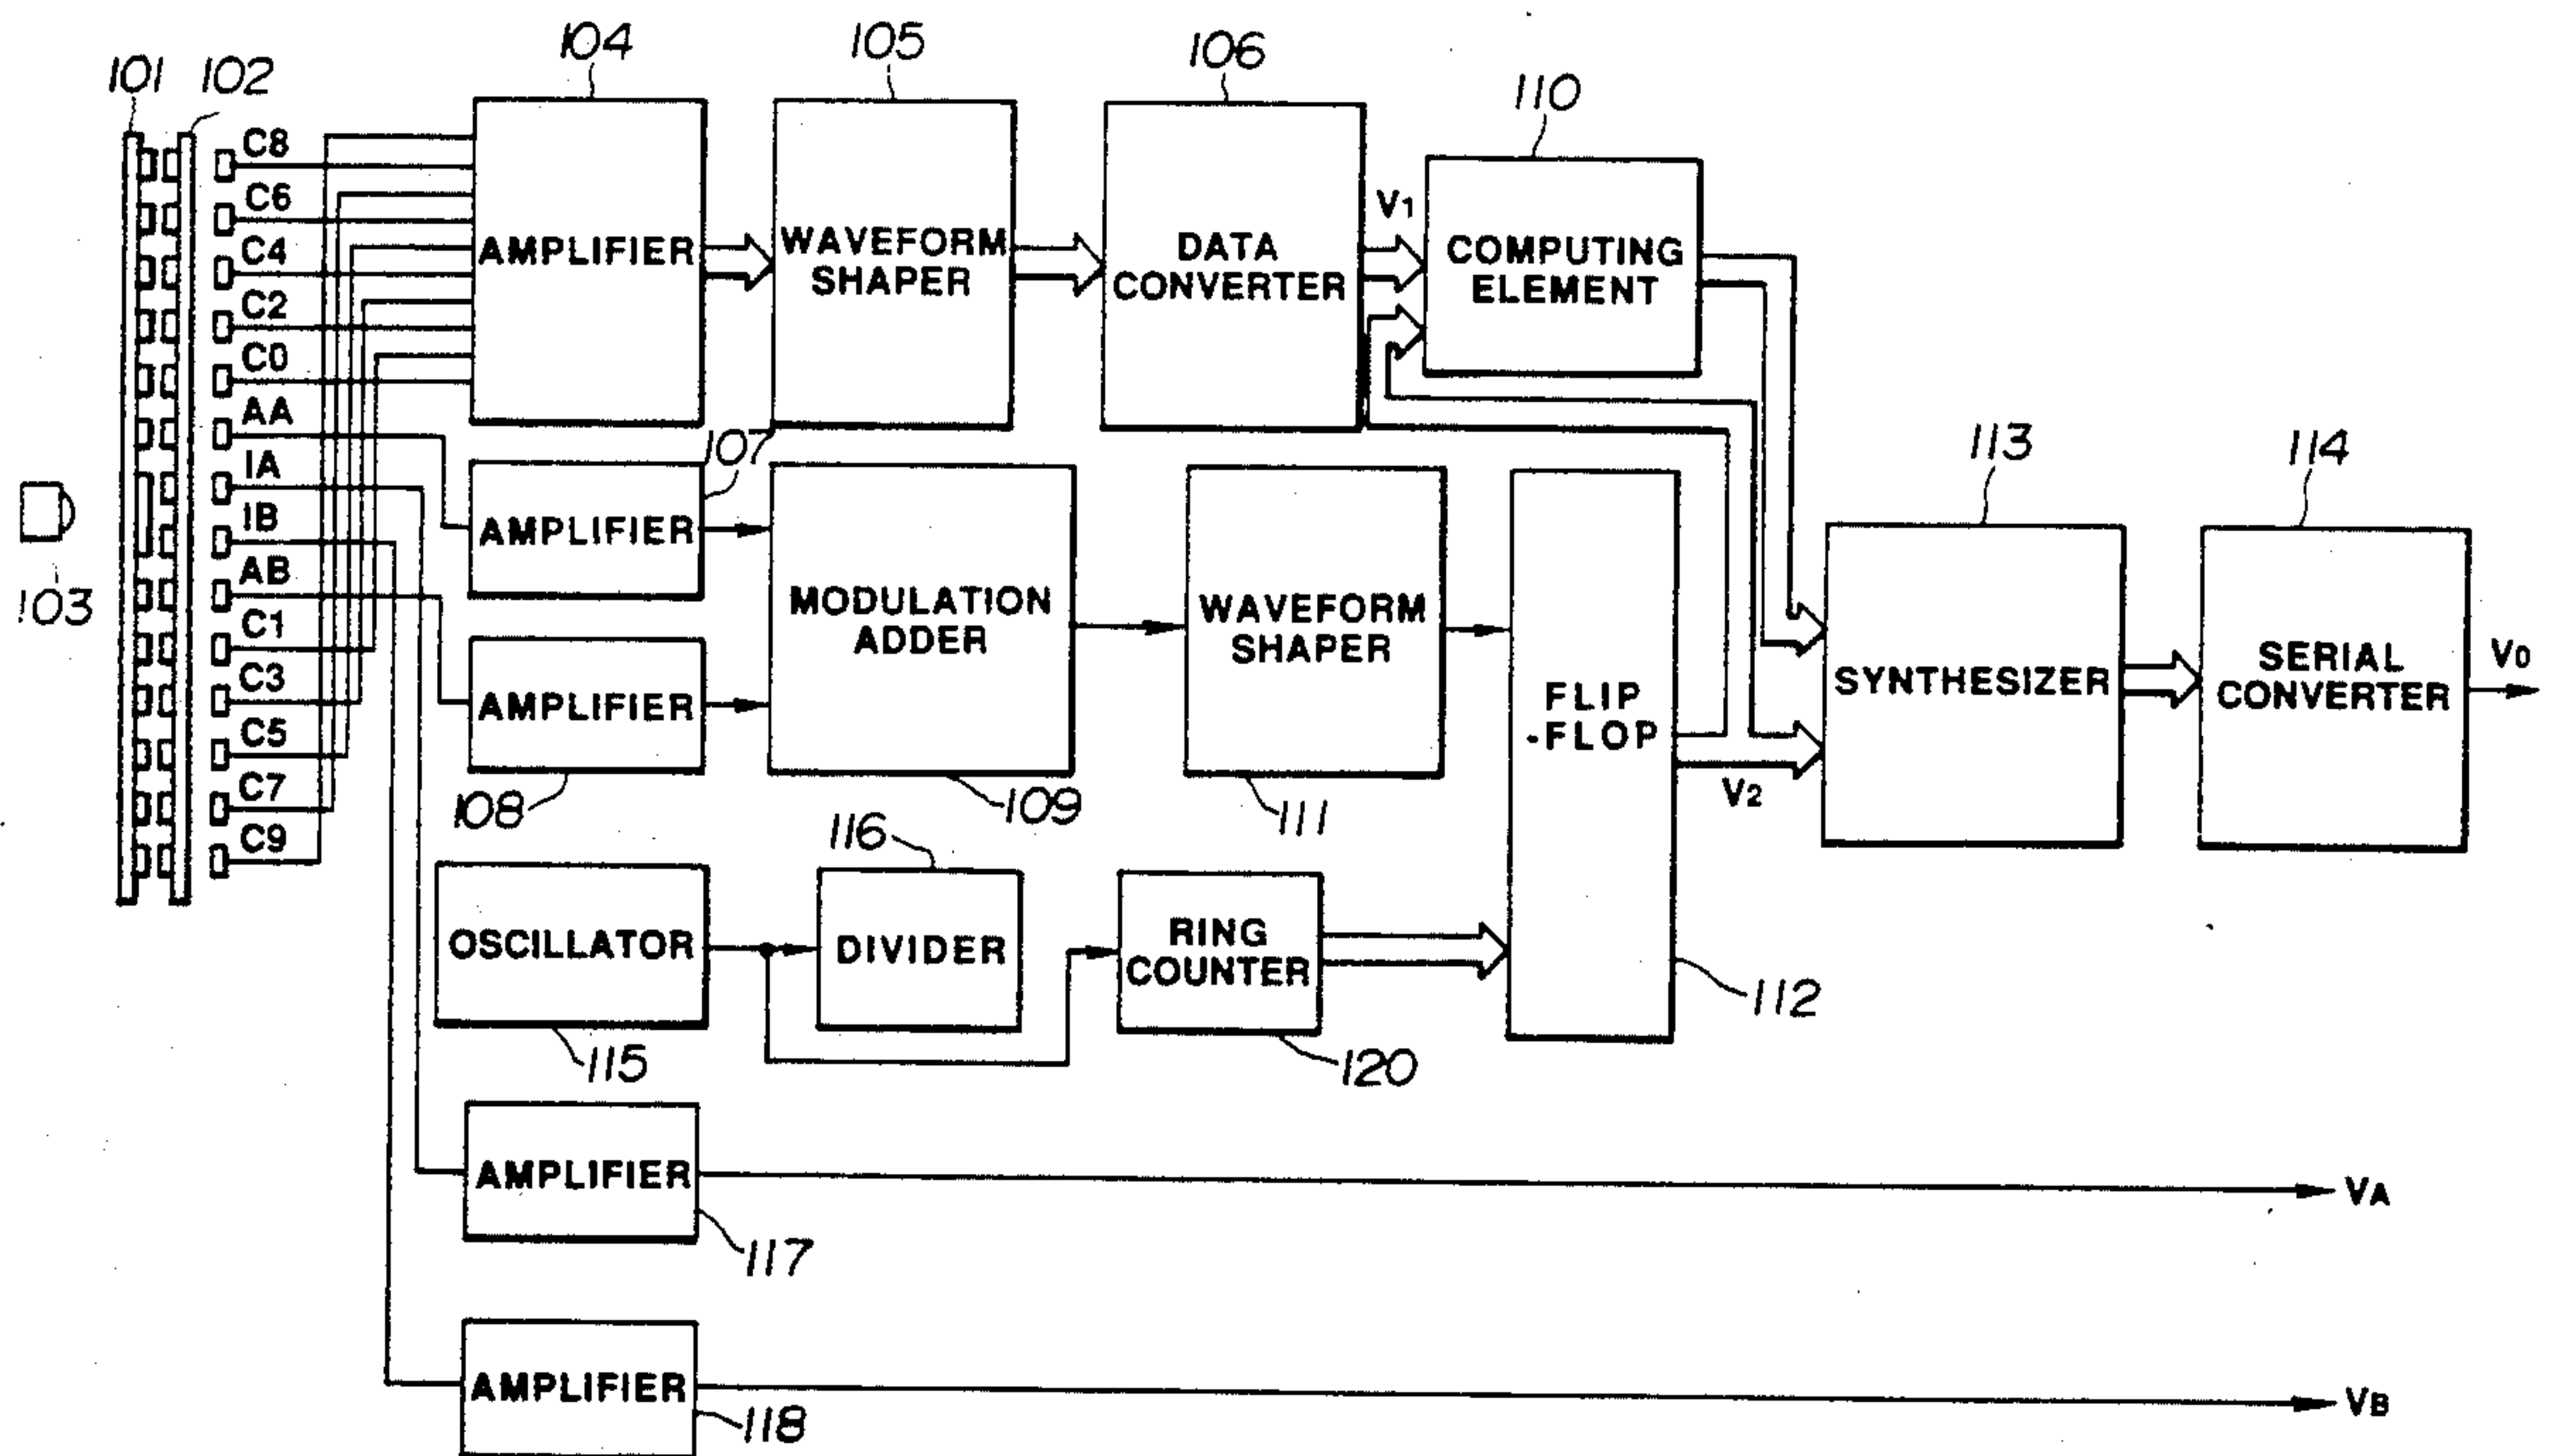 101
102
104
105
106
110
C8
C6
C4
C2
C0
AA
IA
IB
AB
C1
C3
C5
C7
C9
103
AMPLIFIER
WAVEFORM
SHAPER
DATA
CONVERTER
V1
COMPUTING
ELEMENT
107
AMPLIFIER
108
AMPLIFIER
MODULATION
ADDER
109
WAVEFORM
SHAPER
111
FLIP
-FLOP
112
V2
113
SYNTHESIZER
114
SERIAL
CONVERTER
V0
OSCILLATOR
115
116
DIVIDER
RING
COUNTER
120
AMPLIFIER
117
VA
AMPLIFIER
118
VB